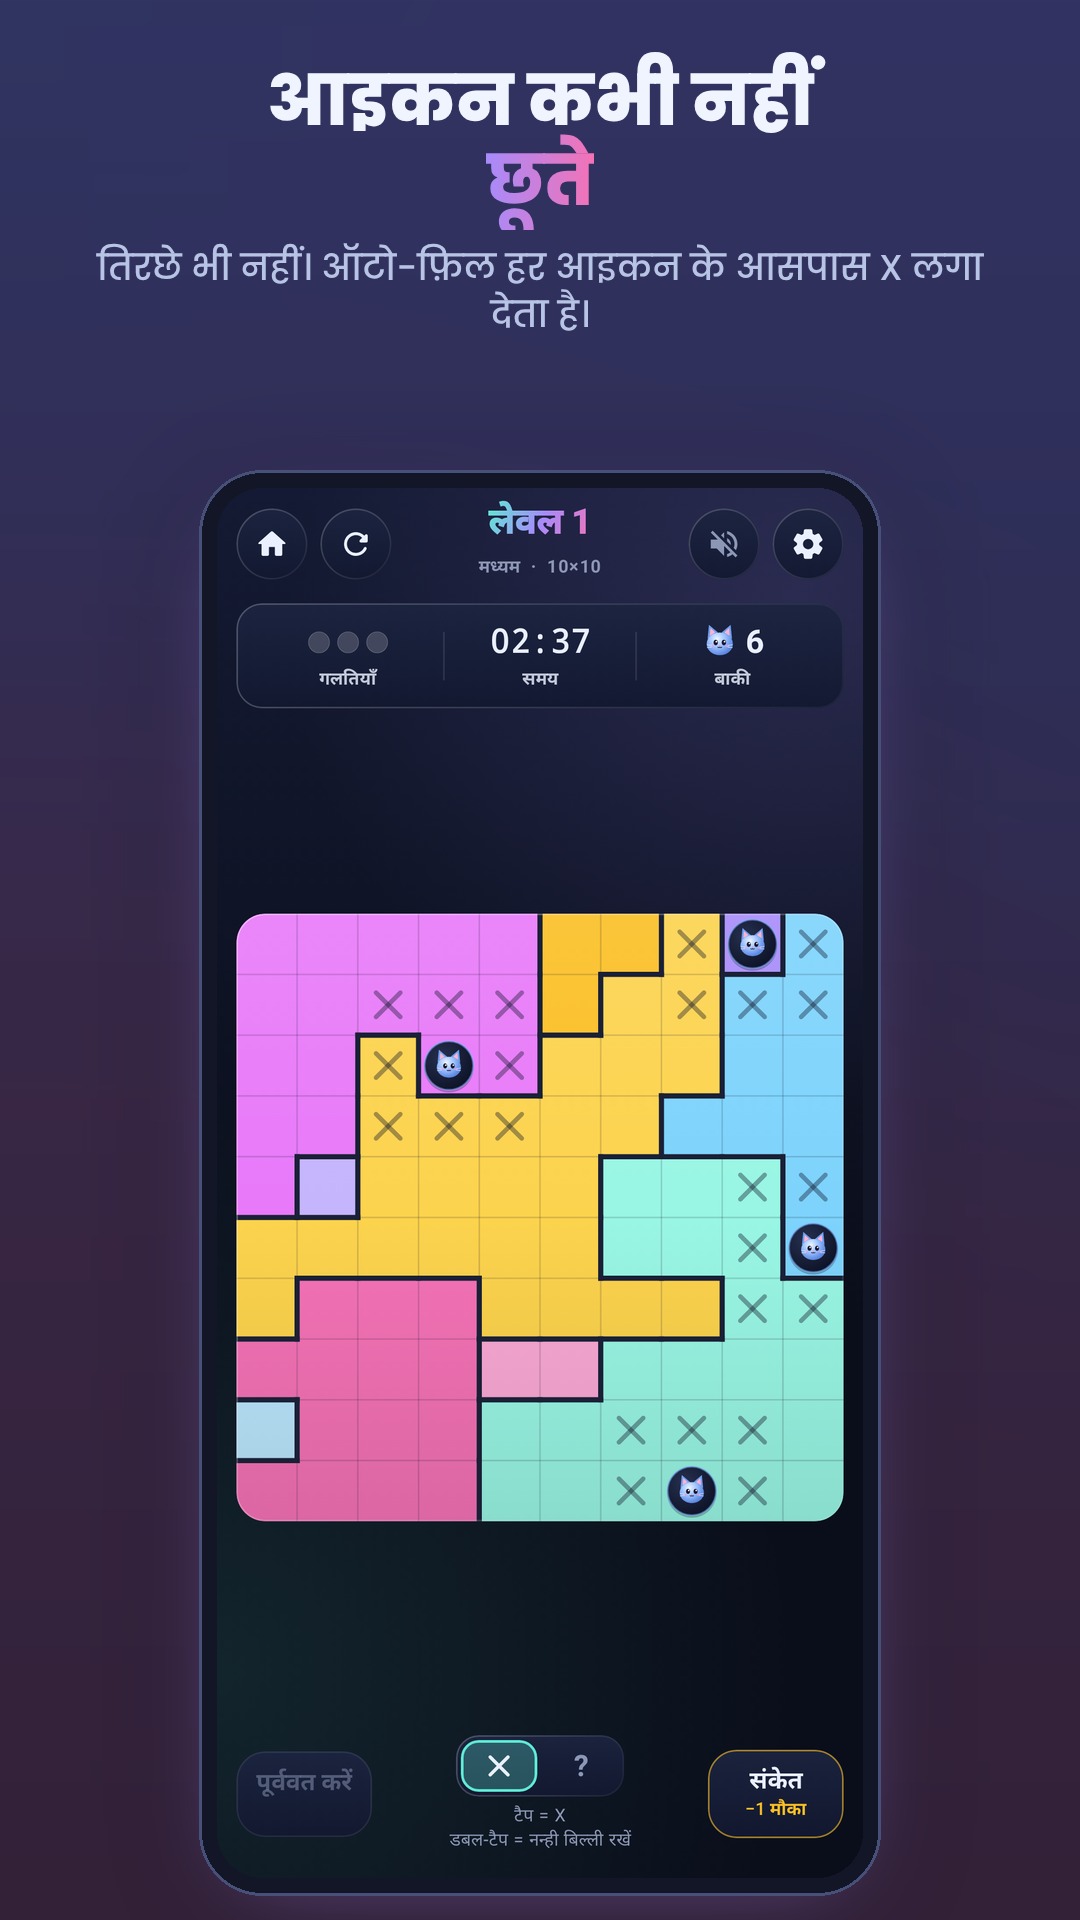 आइकन कभी नहीं
छूते
तिरछे भी नहीं। ऑटो-फ़िल हर आइकन के आसपास X लगा
देता है।
लेवल 1
मध्यम · 10×10
02:37
6
गलतियाँ
समय
बाकी
पूर्ववत करें
?
संकेत
−1 मौका
टैप = X
डबल-टैप = नन्ही बिल्ली रखें